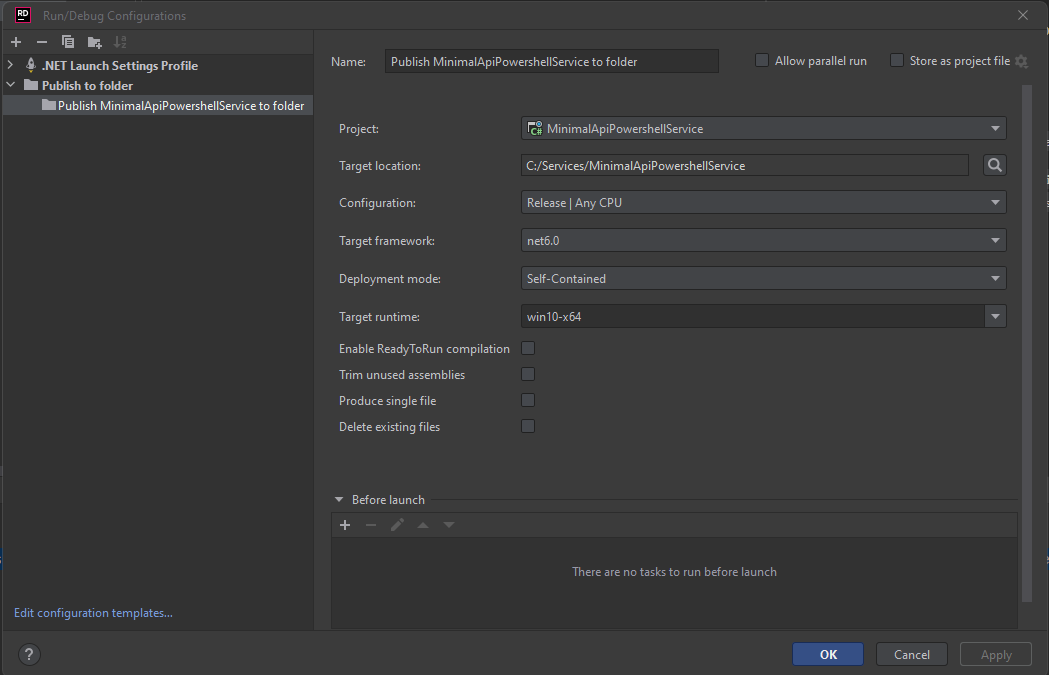 RD Run/Debug Configurations
.NET Launch Settings Profile
Publish to folder
Publish MinimalApiPowershellService to folder
Edit configuration templates...
Name: Publish MinimalApiPowershellService to folder Allow parallel run Store as project file
Project: C# MinimalApiPowershellService
Target location: C:/Services/MinimalApiPowershellService
Configuration: Release | Any CPU
Target framework: net6.0
Deployment mode: Self-Contained
Target runtime: win10-x64
Enable ReadyToRun compilation
Trim unused assemblies
Produce single file
Delete existing files
Before launch
There are no tasks to run before launch
? OK Cancel Apply